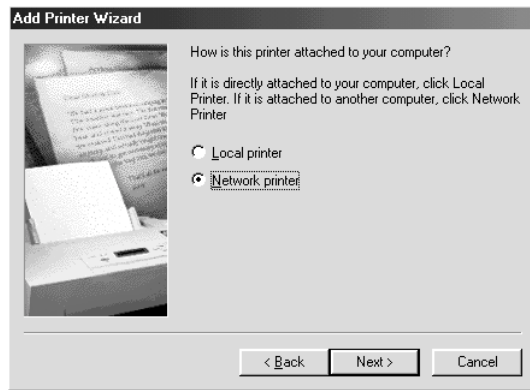 Add Printer Wizard
How is this printer attached to your computer?
If it is directly attached to your computer, click Local
Printer. If it is attached to another computer, click Network
Printer
Local printer
Network printer
< Back
Next >
Cancel